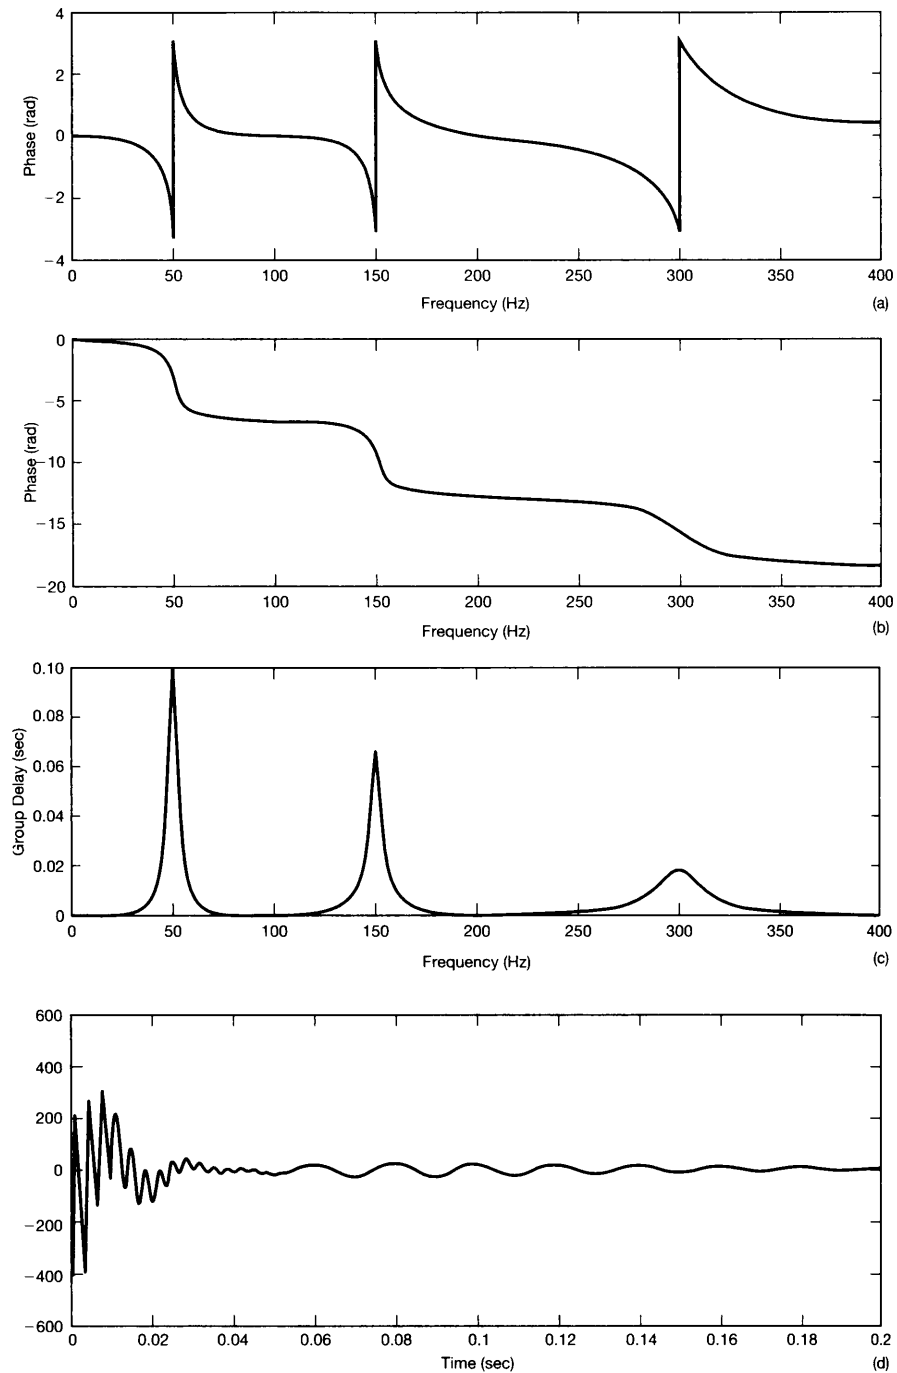 4
2
0
−2
−4
Phase (rad)
0 50 100 150 200 250 300 350 400
Frequency (Hz)
(a)
0
−5
−10
−15
−20
Phase (rad)
0 50 100 150 200 250 300 350 400
Frequency (Hz)
(b)
0.10
0.08
0.06
0.04
0.02
0
Group Delay (sec)
0 50 100 150 200 250 300 350 400
Frequency (Hz)
(c)
600
400
200
0
−200
−400
−600
0 0.02 0.04 0.06 0.08 0.1 0.12 0.14 0.16 0.18 0.2
Time (sec)
(d)